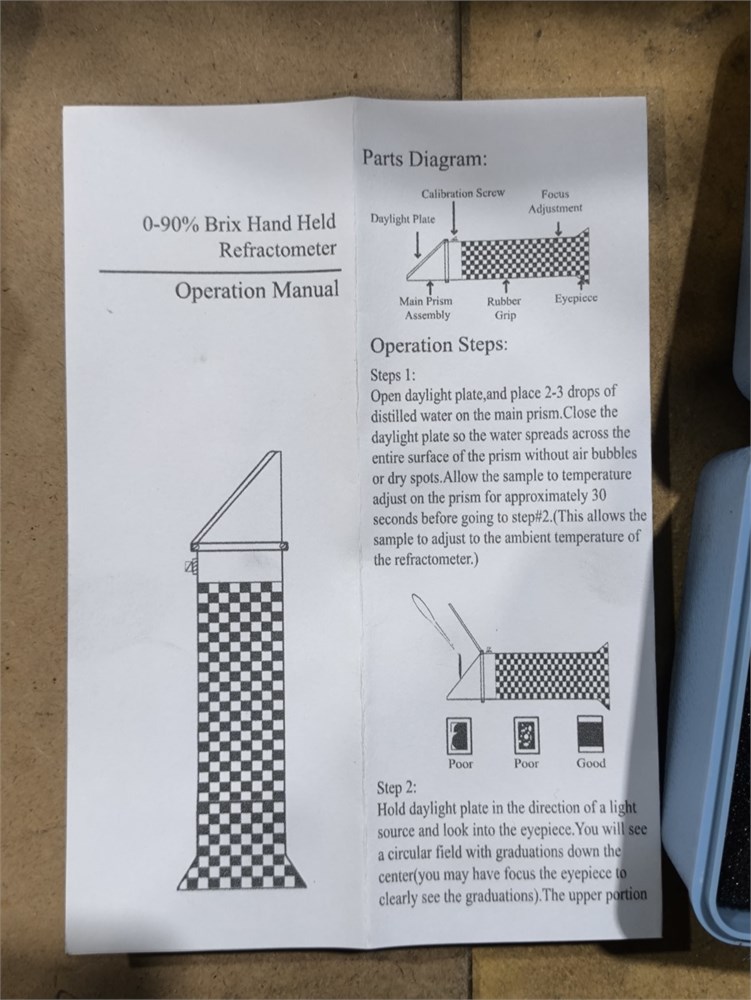 0-90% Brix Hand Held
Refractometer
Operation Manual
Parts Diagram:
Calibration Screw
Focus
Adjustment
Daylight Plate
Main Prism
Assembly
Rubber
Grip
Eyepiece
Operation Steps:
Steps 1:
Open daylight plate,and place 2-3 drops of
distilled water on the main prism.Close the
daylight plate so the water spreads across the
entire surface of the prism without air bubbles
or dry spots.Allow the sample to temperature
adjust on the prism for approximately 30
seconds before going to step#2.(This allows the
sample to adjust to the ambient temperature of
the refractometer.)
Poor
Poor
Good
Step 2:
Hold daylight plate in the direction of a light
source and look into the eyepiece.You will see
a circular field with graduations down the
center(you may have focus the eyepiece to
clearly see the graduations).The upper portion